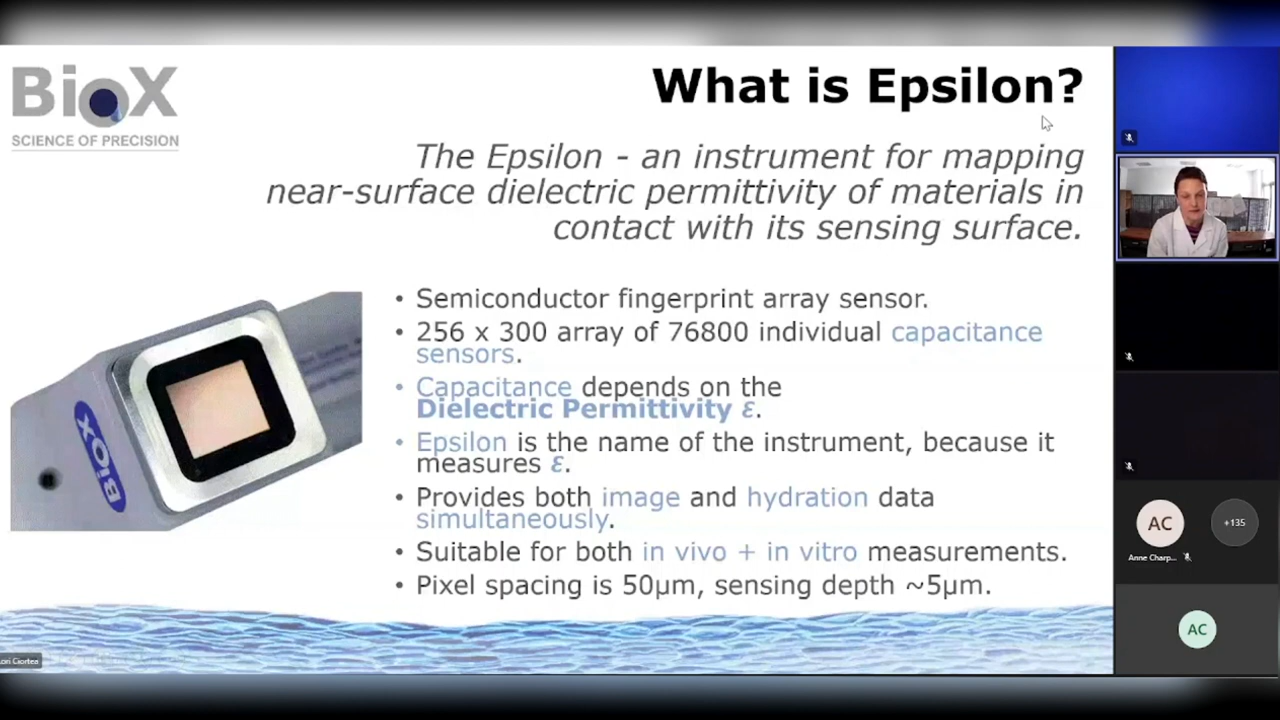 BioX
SCIENCE OF PRECISION
What is Epsilon?
The Epsilon - an instrument for mapping
near-surface dielectric permittivity of materials in
contact with its sensing surface.
• Semiconductor fingerprint array sensor.
• 256 x 300 array of 76800 individual capacitance
sensors.
• Capacitance depends on the
Dielectric Permittivity ε.
• Epsilon is the name of the instrument, because it
measures ε.
• Provides both image and hydration data
simultaneously.
• Suitable for both in vivo + in vitro measurements.
• Pixel spacing is 50µm, sensing depth ~5µm.
BiOX
AC
+135
Anne Charp...
AC
Lori Ciortea